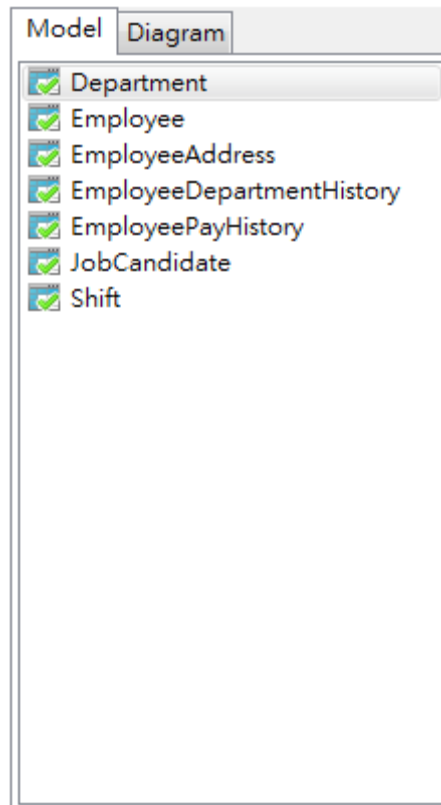 Model Diagram
Department
Employee
EmployeeAddress
EmployeeDepartmentHistory
EmployeePayHistory
JobCandidate
Shift